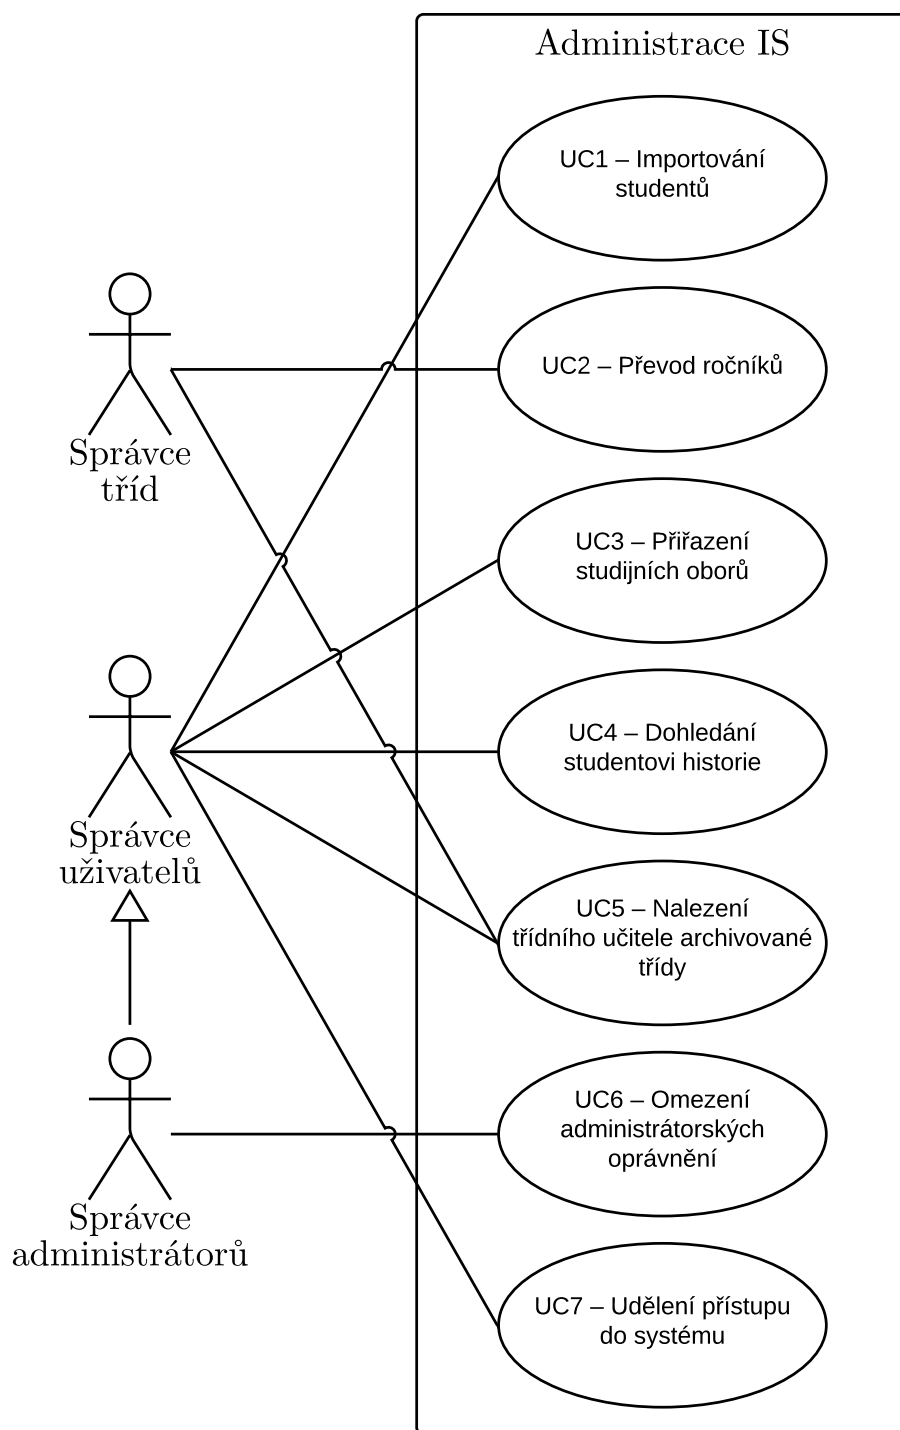 Administrace IS
UC1 – Importování
studentů
UC2 – Převod ročníků
Správce
tříd
UC3 – Přiřazení
studijních oborů
UC4 – Dohledání
studentovi historie
Správce
uživatelů
UC5 – Nalezení
třídního učitele archivované
třídy
UC6 – Omezení
administrátorských
oprávnění
Správce
administrátorů
UC7 – Udělení přístupu
do systému